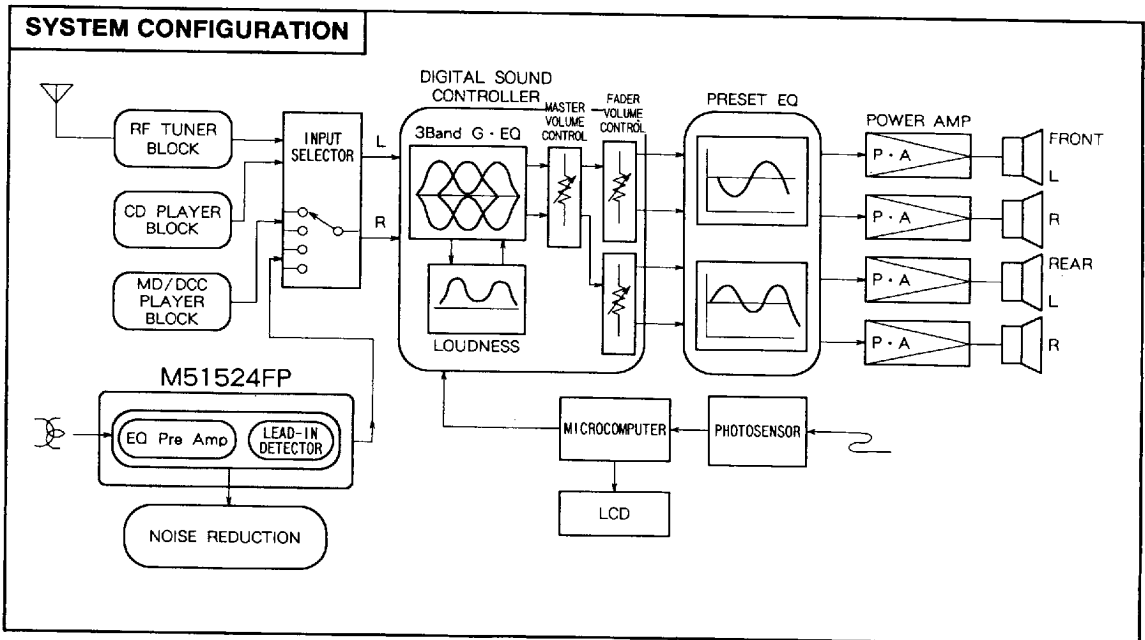 SYSTEM CONFIGURATION
DIGITAL SOUND
CONTROLLER
3Band G・EQ
MASTER
VOLUME
CONTROL
FADER
VOLUME
CONTROL
PRESET EQ
POWER AMP
RF TUNER
BLOCK
INPUT
SELECTOR
L
R
CD PLAYER
BLOCK
MD/DCC
PLAYER
BLOCK
LOUDNESS
P・A
FRONT
L
P・A
R
P・A
REAR
L
P・A
R
M51524FP
EQ Pre Amp
LEAD-IN
DETECTOR
NOISE REDUCTION
MICROCOMPUTER
PHOTOSENSOR
LCD